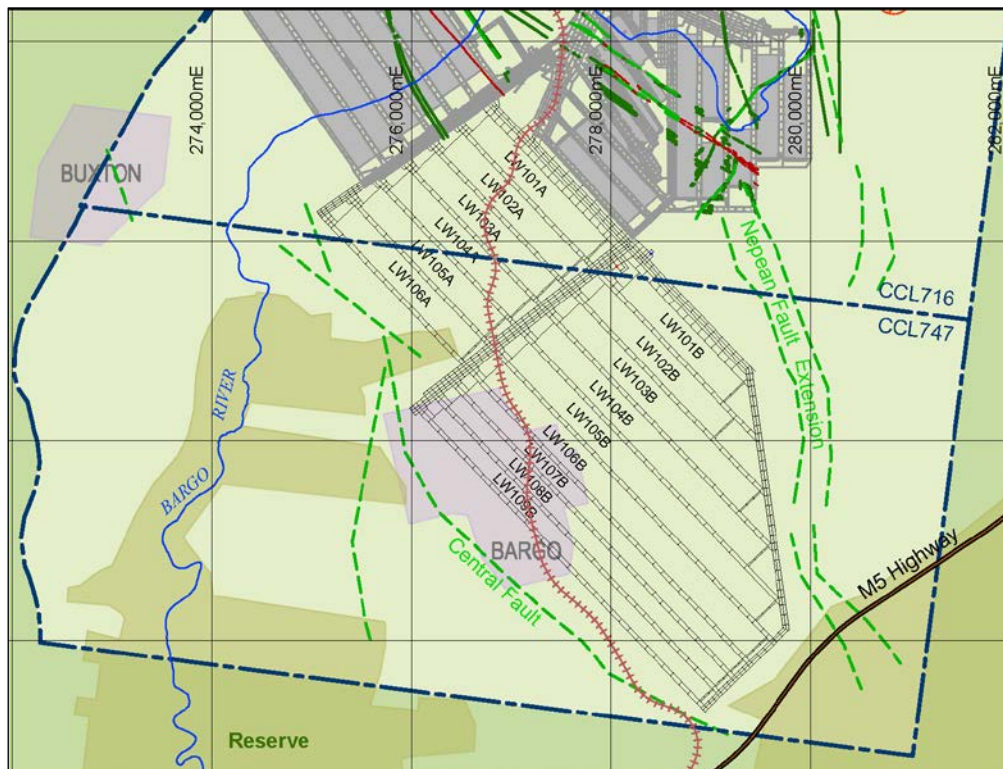 274,000mE
276,000mE
278,000mE
280,000mE
BUXTON
LW101A
LW102A
LW103A
LW104A
LW105A
LW106A
CCL716
CCL747
Nepean Fault Extension
LW101B
LW102B
LW103B
LW104B
LW105B
LW106B
LW107B
LW108B
LW109B
BARGO RIVER
BARGO
Central Fault
M5 Highway
Reserve